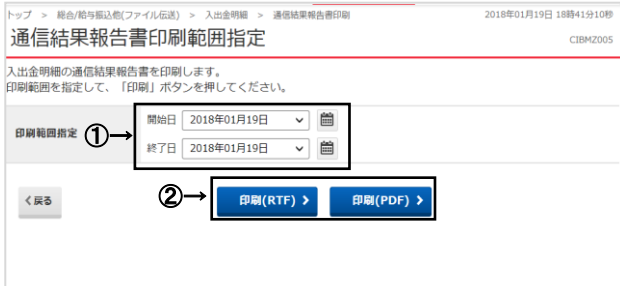 トップ > 総合/給与振込他(ファイル伝送) > 入出金明細 > 通信結果報告書印刷
2018年01月19日 18時41分10秒
通信結果報告書印刷範囲指定
CIBMZ005
入出金明細の通信結果報告書を印刷します。
印刷範囲を指定して、「印刷」ボタンを押してください。
印刷範囲指定
①→
開始日 2018年01月19日
終了日 2018年01月19日
<戻る
②→
印刷(RTF) >
印刷(PDF) >